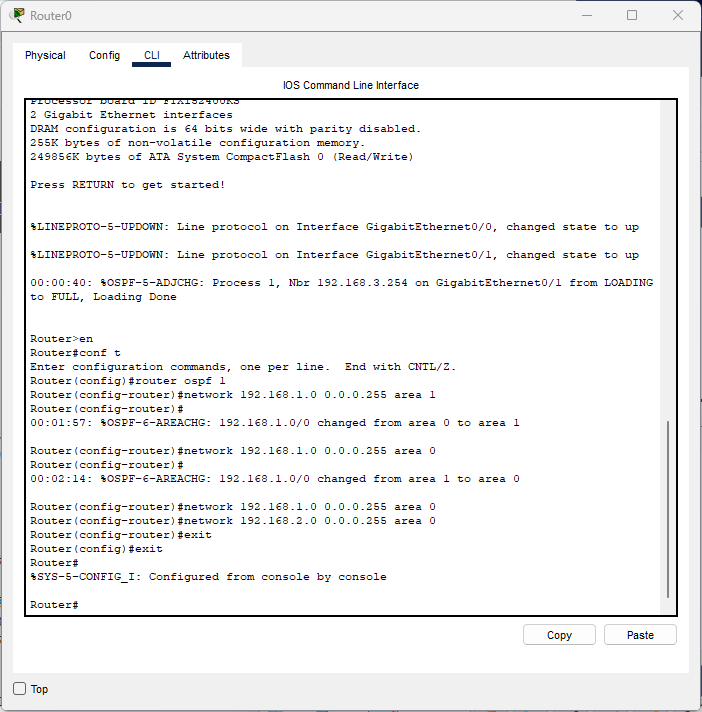 Router0
Physical Config CLI Attributes
IOS Command Line Interface
Processor board ID FTX152400KS
2 Gigabit Ethernet interfaces
DRAM configuration is 64 bits wide with parity disabled.
255K bytes of non-volatile configuration memory.
249856K bytes of ATA System CompactFlash 0 (Read/Write)
Press RETURN to get started!
%LINEPROTO-5-UPDOWN: Line protocol on Interface GigabitEthernet0/0, changed state to up
%LINEPROTO-5-UPDOWN: Line protocol on Interface GigabitEthernet0/1, changed state to up
00:00:40: %OSPF-5-ADJCHG: Process 1, Nbr 192.168.3.254 on GigabitEthernet0/1 from LOADING
to FULL, Loading Done
Router>en
Router#conf t
Enter configuration commands, one per line.  End with CNTL/Z.
Router(config)#router ospf 1
Router(config-router)#network 192.168.1.0 0.0.0.255 area 1
Router(config-router)#
00:01:57: %OSPF-6-AREACHG: 192.168.1.0/0 changed from area 0 to area 1
Router(config-router)#network 192.168.1.0 0.0.0.255 area 0
Router(config-router)#
00:02:14: %OSPF-6-AREACHG: 192.168.1.0/0 changed from area 1 to area 0
Router(config-router)#network 192.168.1.0 0.0.0.255 area 0
Router(config-router)#network 192.168.2.0 0.0.0.255 area 0
Router(config-router)#exit
Router(config)#exit
Router#
%SYS-5-CONFIG_I: Configured from console by console
Router#
Copy Paste
Top